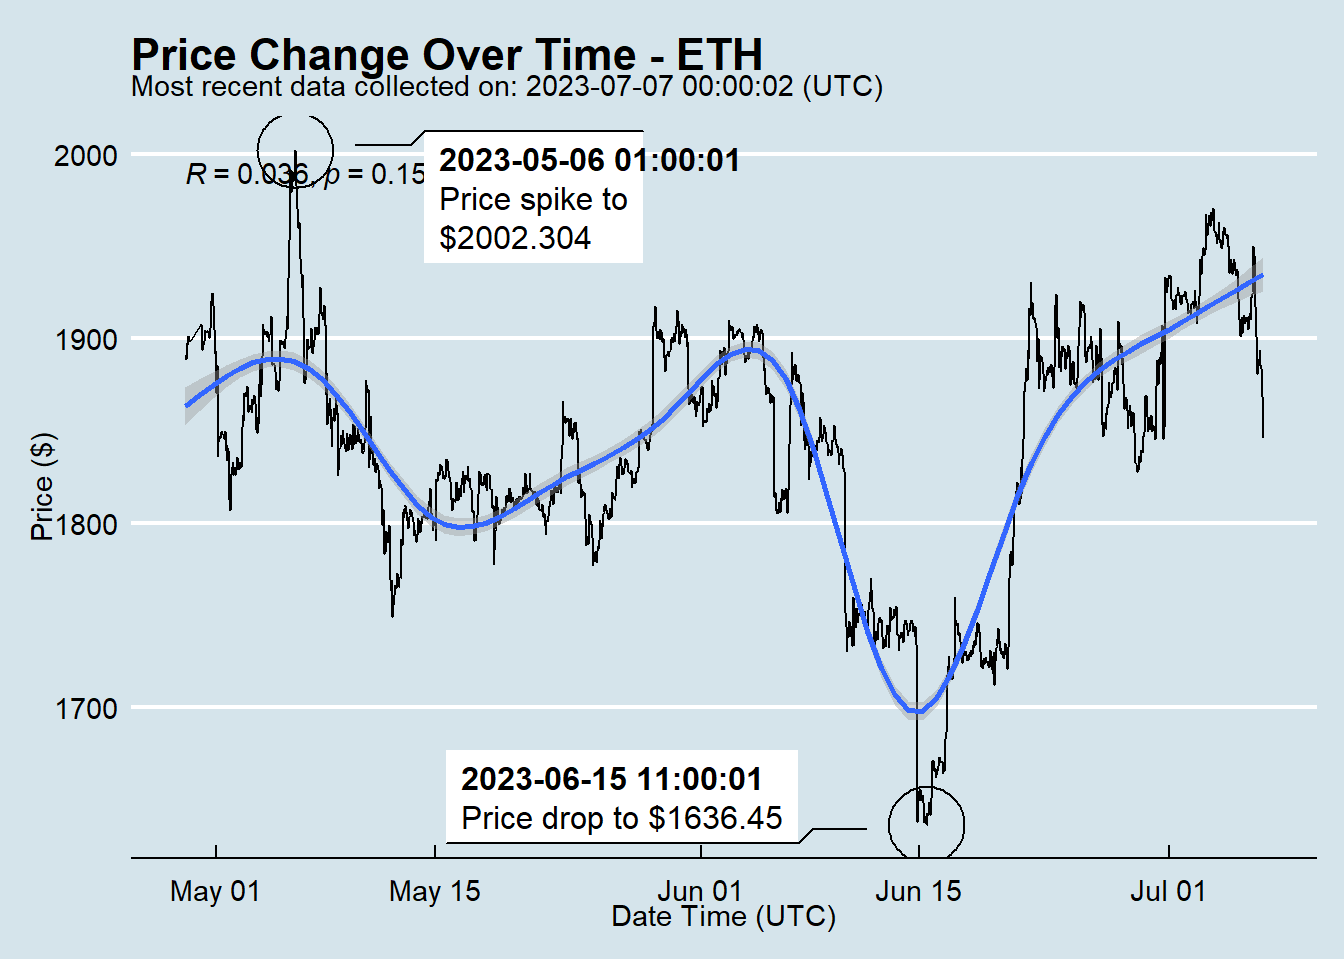 Price Change Over Time - ETH
Most recent data collected on: 2023-07-07 00:00:02 (UTC)
2000
1900
1800
1700
Price ($)
R = 0.036, p = 0.15
2023-05-06 01:00:01
Price spike to
$2002.304
2023-06-15 11:00:01
Price drop to $1636.45
May 01
May 15
Jun 01
Jun 15
Jul 01
Date Time (UTC)